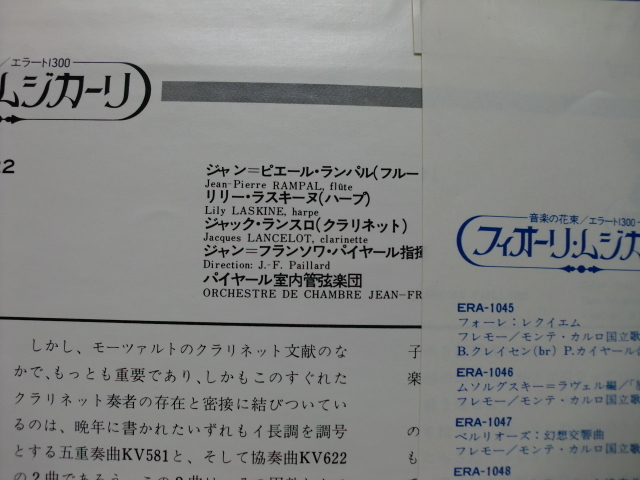 ／エラート1300
ムジカーリ
2
ジャン＝ピエール・ランパル(フルー
Jean-Pierre RAMPAL, flûte
リリー・ラスキーヌ(ハープ)
Lily LASKINE, harpe
ジャック・ランスロ(クラリネット)
Jacques LANCELOT, clarinette
ジャン＝フランソワ・パイヤール指揮
Direction: J.-F. Paillard
パイヤール室内管弦楽団
ORCHESTRE DE CHAMBRE JEAN-FR
しかし、モーツァルトのクラリネット文献のな
かで、もっとも重要であり、しかもこのすぐれた
クラリネット奏者の存在と密接に結びついてい
るのは、晩年に書かれたいずれもイ長調を調号
とする五重奏曲KV581と、そして協奏曲KV622
の2曲であろう。この2曲は、
子
楽
の
も
音楽の花束／エラート1300
フィオーリ・ムジカ
ERA-1045
フォーレ：レクイエム
フレモー／モンテ・カルロ国立歌
B.クレイセン(br) P.カイヤール合
ERA-1046
ムソルグスキー＝ラヴェル編／「展
フレモー／モンテ・カルロ国立歌
ERA-1047
ベルリオーズ：幻想交響曲
フレモー／モンテ・カルロ国立歌
ERA-1048